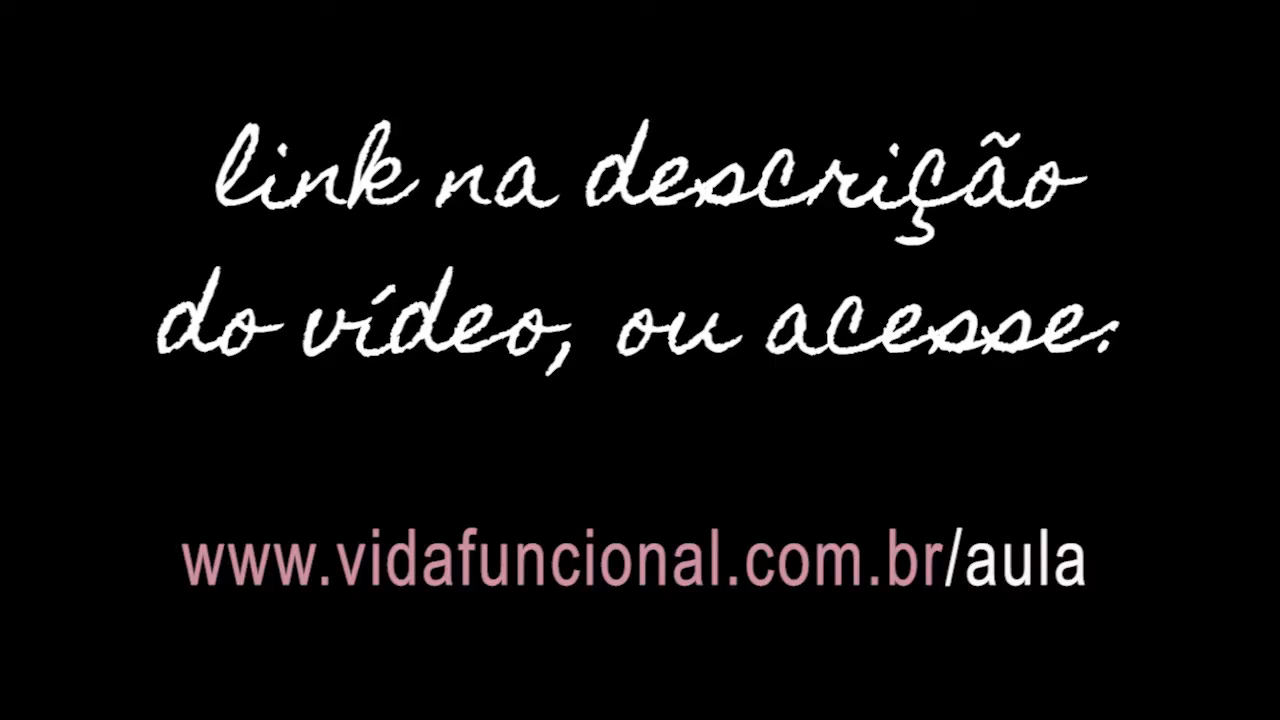 link na descrição
do vídeo, ou acesse:
www.vidafuncional.com.br/aula